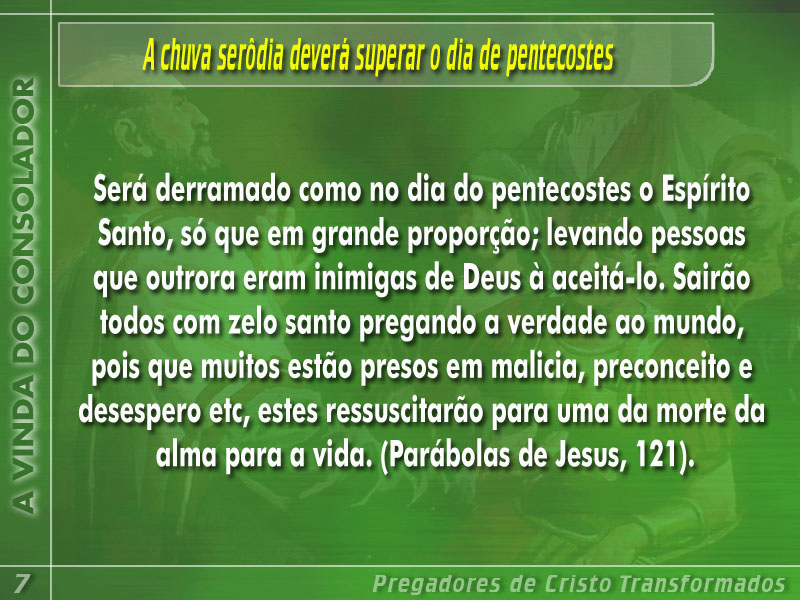 A chuva serôdia deverá superar o dia de pentecostes
A VINDA DO CONSOLADOR
Será derramado como no dia do pentecostes o Espírito
Santo, só que em grande proporção; levando pessoas
que outrora eram inimigas de Deus à aceitá-lo. Sairão
todos com zelo santo pregando a verdade ao mundo,
pois que muitos estão presos em malicia, preconceito e
desespero etc, estes ressuscitarão para uma da morte da
alma para a vida. (Parábolas de Jesus, 121).
7
Pregadores de Cristo Transformados